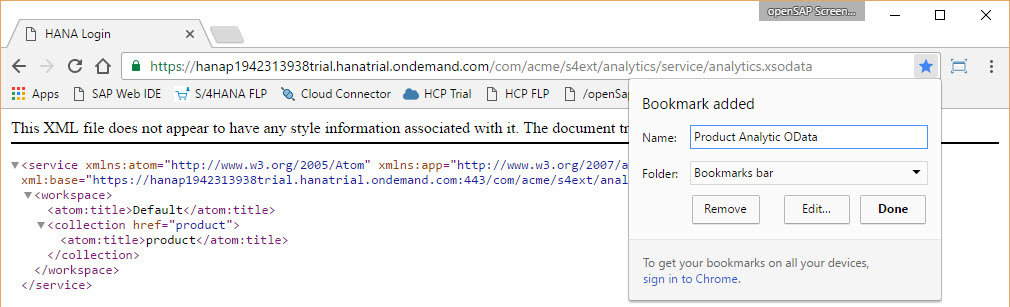 openSAP Screen...
HANA Login
https://hanap1942313938trial.hanatrial.ondemand.com/com/acme/s4ext/analytics/service/analytics.xsodata
Apps SAP Web IDE S/4HANA FLP Cloud Connector HCP Trial HCP FLP /openSap
Bookmark added
Name: Product Analytic OData
Folder: Bookmarks bar
Remove Edit... Done
To get your bookmarks on all your devices,
sign in to Chrome.
This XML file does not appear to have any style information associated with it. The document
<service xmlns:atom="http://www.w3.org/2005/Atom" xmlns:app="http://www.w3.org/2007/a
xml:base="https://hanap1942313938trial.hanatrial.ondemand.com:443/com/acme/s4ext/anal
<workspace>
<atom:title>Default</atom:title>
<collection href="product">
<atom:title>product</atom:title>
</collection>
</workspace>
</service>